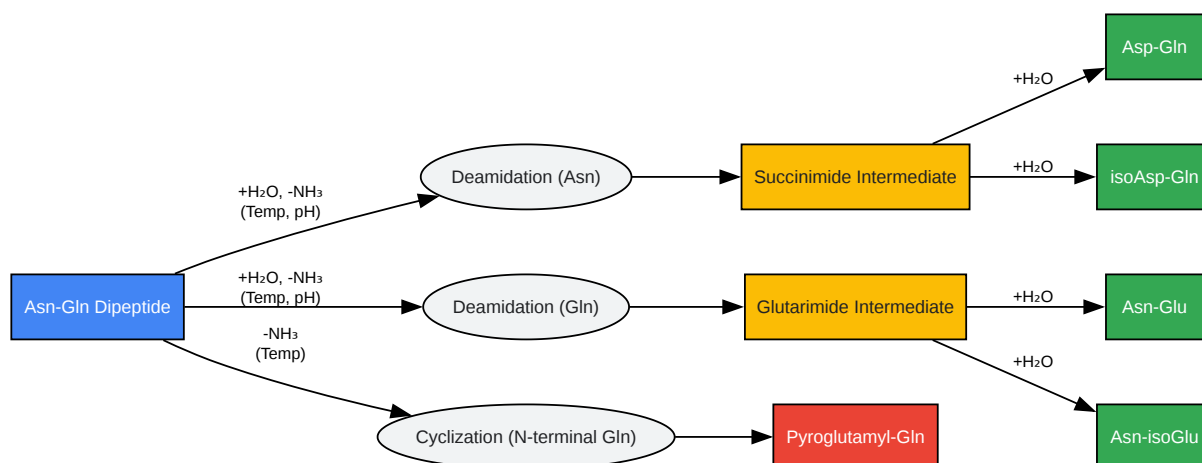 Asp-Gln
+H₂O
Deamidation (Asn)
Succinimide Intermediate
+H₂O
isoAsp-Gln
+H₂O, -NH₃
(Temp, pH)
Asn-Gln Dipeptide
+H₂O, -NH₃
(Temp, pH)
Deamidation (Gln)
Glutarimide Intermediate
+H₂O
Asn-Glu
-NH₃
(Temp)
+H₂O
Cyclization (N-terminal Gln)
Pyroglutamyl-Gln
Asn-isoGlu